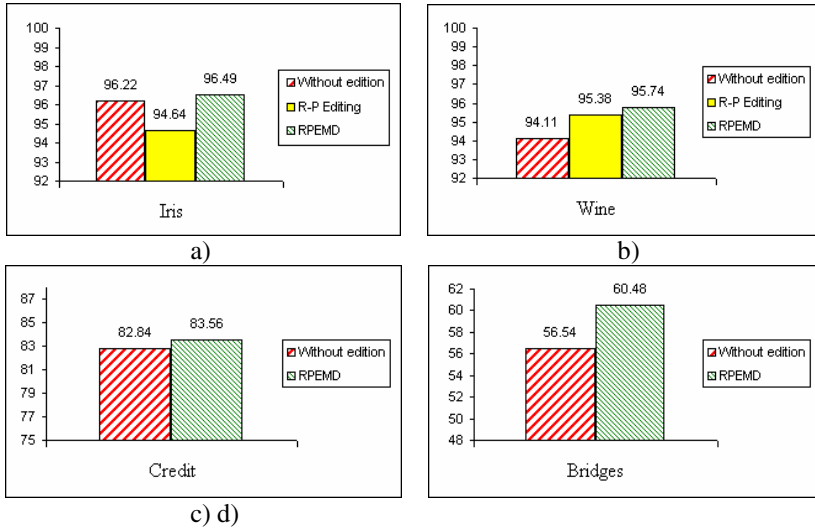 100
99
98
97
96
95
94
93
92
96.22
94.64
96.49
Without edition
R-P Editing
RPEMD
Iris
a)
100
99
98
97
96
95
94
93
92
94.11
95.38
95.74
Without edition
R-P Editing
RPEMD
Wine
b)
87
85
83
81
79
77
75
82.84
83.56
Without edition
RPEMD
Credit
62
60
58
56
54
52
50
48
56.54
60.48
Without edition
RPEMD
Bridges
c) d)